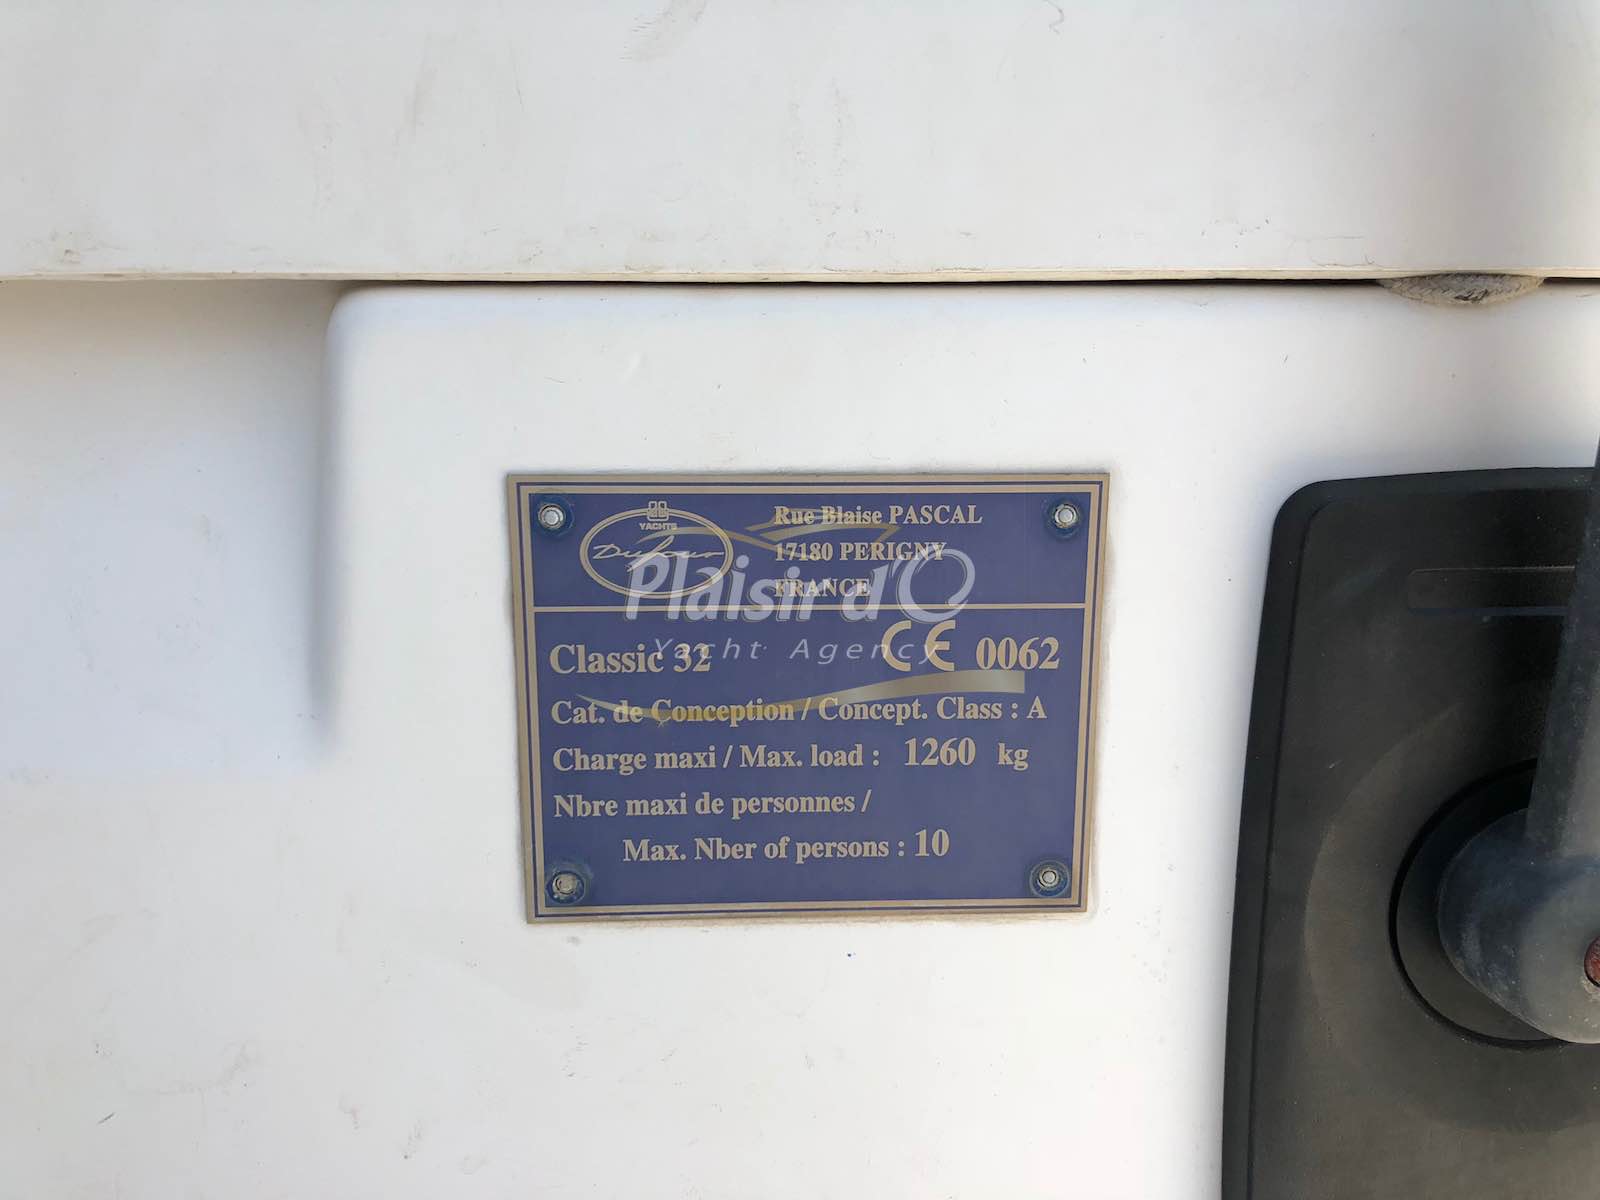 YACHTS
Dufour
Rue Blaise PASCAL
17180 PERIGNY
FRANCE
Plaisir d'O
Yacht Agency
Classic 32
CE 0062
Cat. de Conception / Concept. Class : A
Charge maxi / Max. load : 1260 kg
Nbre maxi de personnes /
Max. Nber of persons : 10